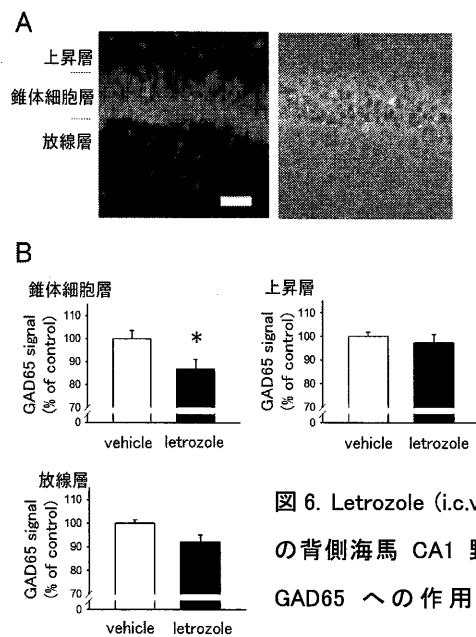 A
上昇層
錐体細胞層
放線層
B
錐体細胞層
GAD65 signal
(% of control)
110
100
90
80
70
0
*
vehicle letrozole
上昇層
GAD65 signal
(% of control)
110
100
90
80
70
0
vehicle letrozole
放線層
GAD65 signal
(% of control)
110
100
90
80
70
0
vehicle letrozole
図 6. Letrozole (i.c.v
の背側海馬 CA1 野
GAD65 への作用